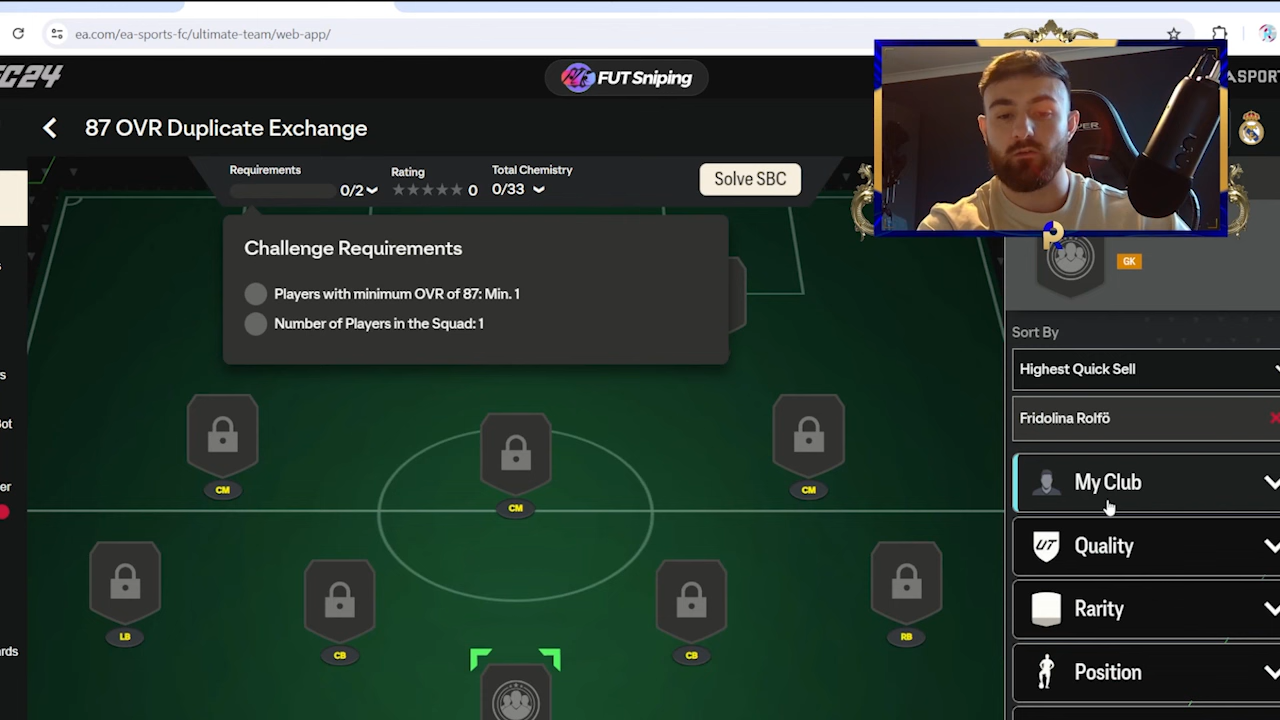 ea.com/ea-sports-fc/ultimate-team/web-app/
FC24
FUT Sniping
SPORT
87 OVR Duplicate Exchange
Requirements
0/2
Rating
0
Total Chemistry
0/33
Solve SBC
Challenge Requirements
Players with minimum OVR of 87: Min. 1
Number of Players in the Squad: 1
GK
Sort By
Highest Quick Sell
Fridolina Rolfö
My Club
UT Quality
Rarity
Position
CM
CM
CM
LB
CB
CB
RB